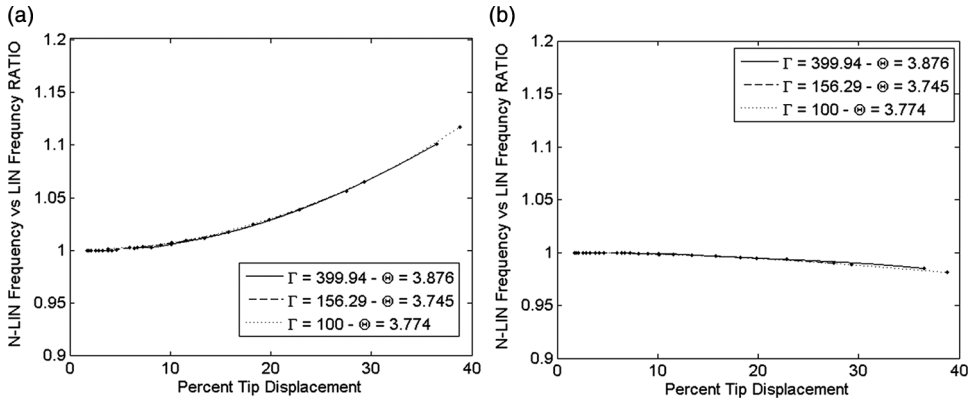 (a)
N-LIN Frequency vs LIN Frequncy RATIO
1.2
1.15
1.1
1.05
1
0.95
0.9
0
10
20
30
40
Percent Tip Displacement
Γ = 399.94 - Θ = 3.876
Γ = 156.29 - Θ = 3.745
Γ = 100 - Θ = 3.774
(b)
N-LIN Frequency vs LIN Frequncy RATIO
1.2
1.15
1.1
1.05
1
0.95
0.9
0
10
20
30
40
Percent Tip Displacement
Γ = 399.94 - Θ = 3.876
Γ = 156.29 - Θ = 3.745
Γ = 100 - Θ = 3.774